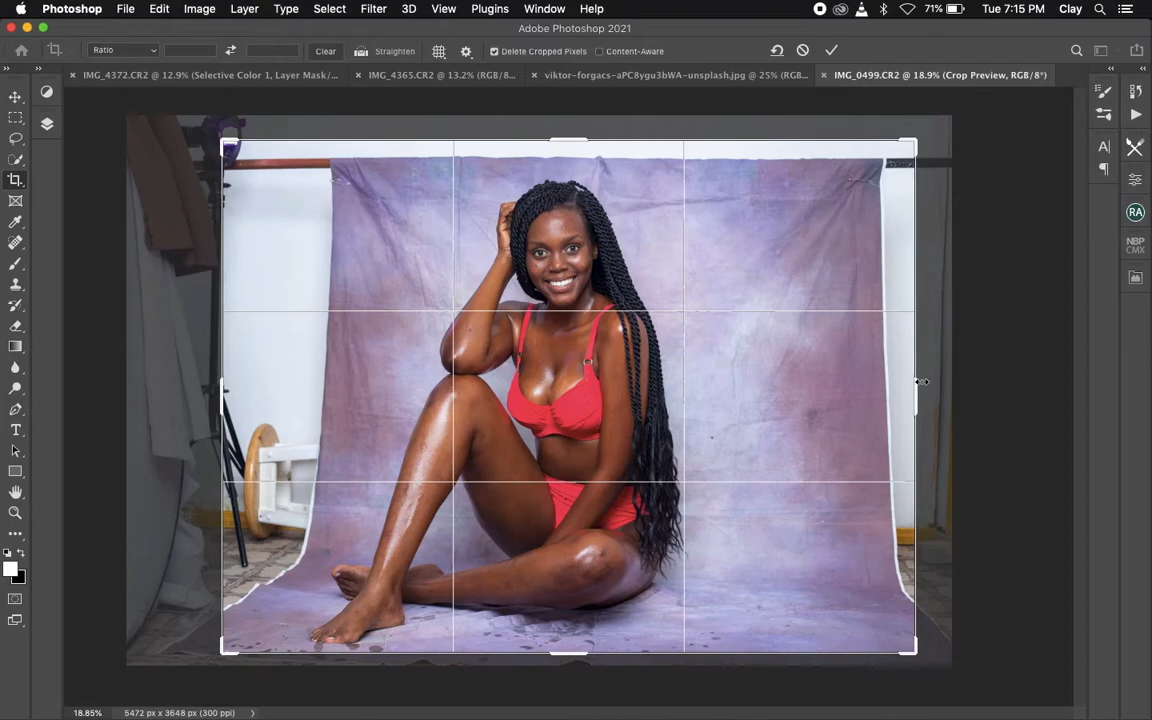 Photoshop File Edit Image Layer Type Select Filter 3D View Plugins Window Help 71% Tue 7:15 PM Clay
Adobe Photoshop 2021
Ratio Clear Straighten Delete Cropped Pixels Content-Aware
IMG_4372.CR2 @ 12.9% (Selective Color 1, Layer Mask/... IMG_4365.CR2 @ 13.2% (RGB/8... viktor-forgacs-aPC8ygu3bWA-unsplash.jpg @ 25% (RGB... IMG_0499.CR2 @ 18.9% (Crop Preview, RGB/8*)
A
RA
NBP
CMX
T
18.85% 5472 px x 3648 px (300 ppi)